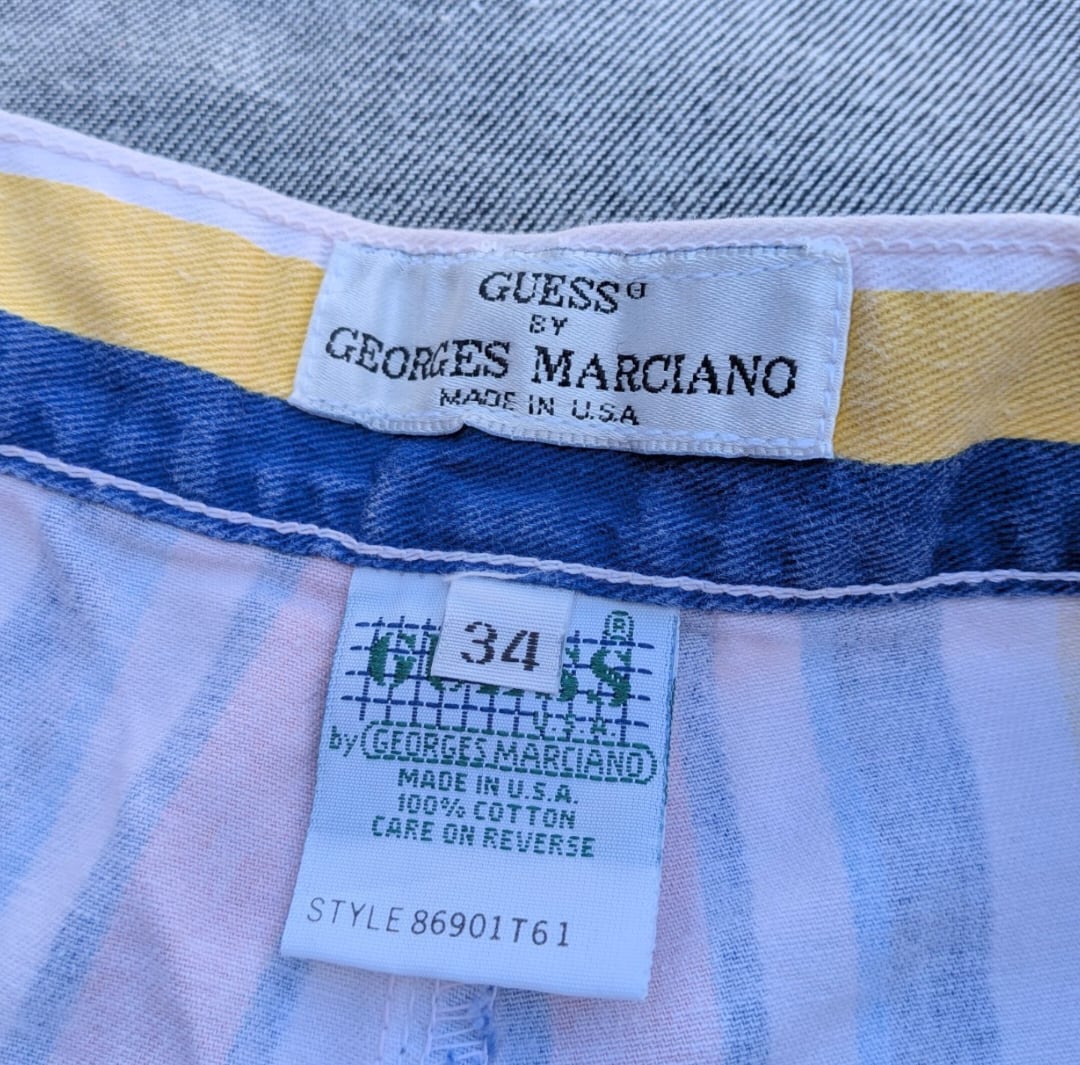 GUESS®
BY
GEORGES MARCIANO
MADE IN U.S.A
34
G S S ®
U.S.A.
by GEORGES MARCIANO
MADE IN U.S.A.
100% COTTON
CARE ON REVERSE
STYLE 86901T61